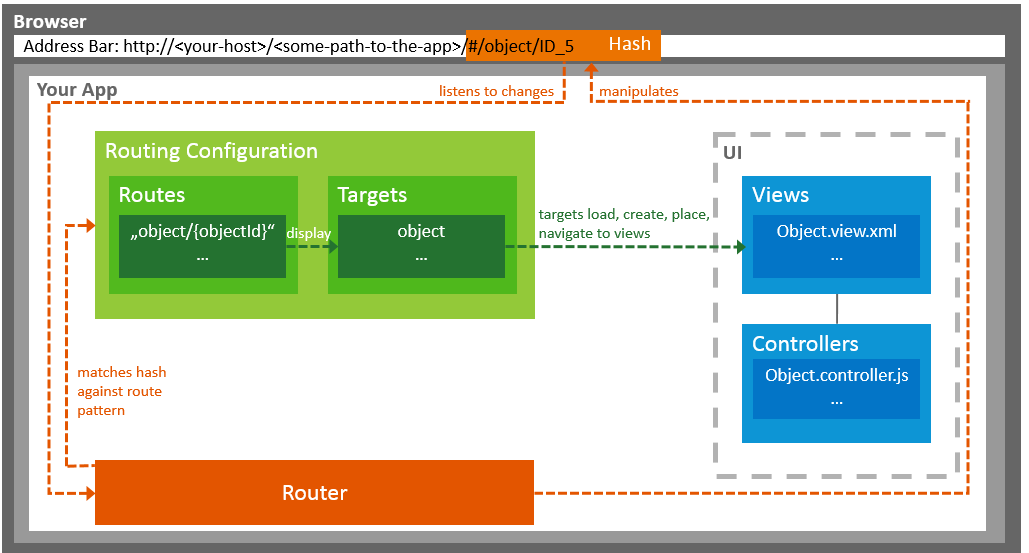 Browser
Address Bar: http://<your-host>/<some-path-to-the-app>/#/object/ID_5 Hash
Your App
listens to changes
manipulates
Routing Configuration
Routes
„object/{objectId}“
...
display
Targets
object
...
targets load, create, place,
navigate to views
UI
Views
Object.view.xml
...
Controllers
Object.controller.js
...
matches hash
against route
pattern
Router